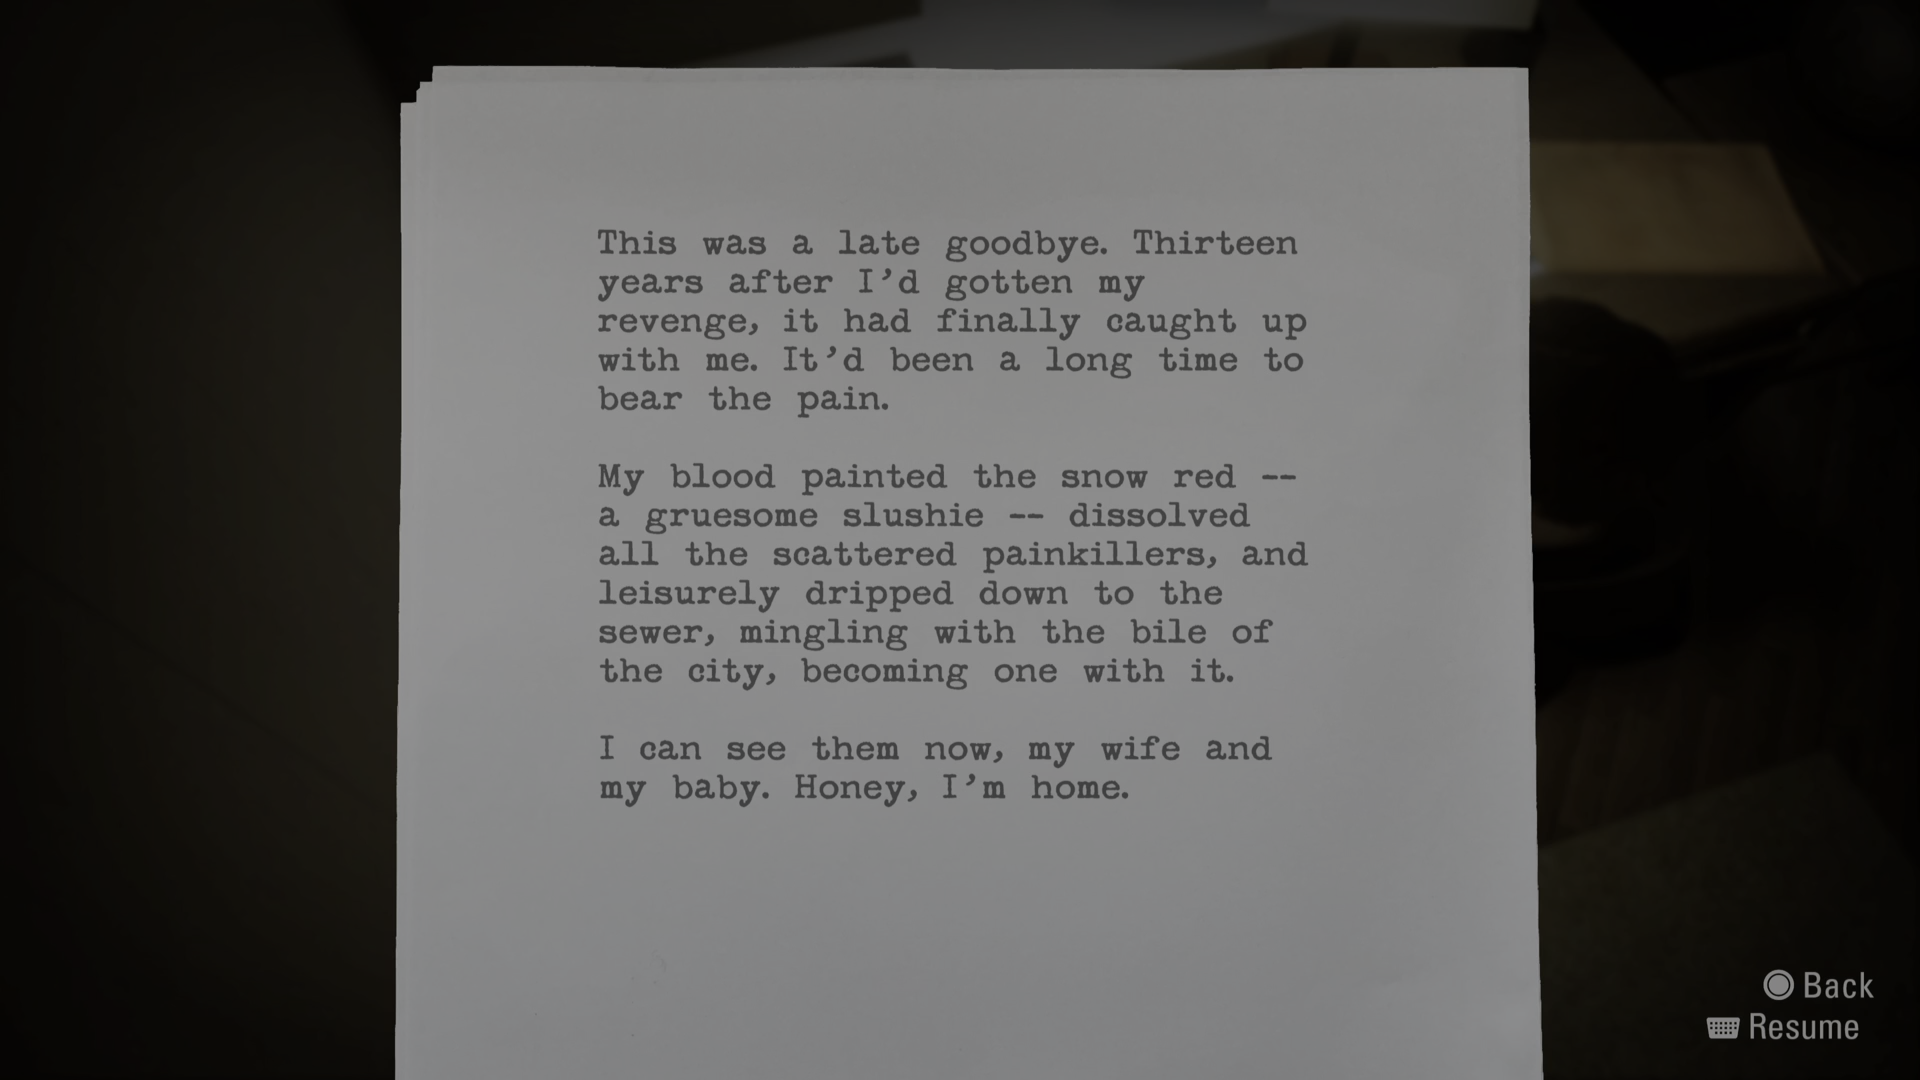 This was a late goodbye. Thirteen
years after I’d gotten my
revenge, it had finally caught up
with me. It’d been a long time to
bear the pain.
My blood painted the snow red --
a gruesome slushie -- dissolved
all the scattered painkillers, and
leisurely dripped down to the
sewer, mingling with the bile of
the city, becoming one with it.
I can see them now, my wife and
my baby. Honey, I’m home.
Back
Resume